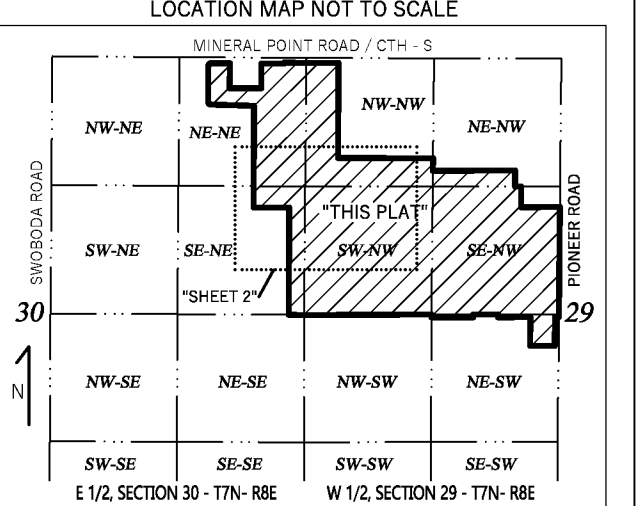 LOCATION MAP NOT TO SCALE
MINERAL POINT ROAD / CTH - S
NW-NE
NE-NE
NW-NW
NE-NW
SWOBODA ROAD
"THIS PLAT"
PIONEER ROAD
SW-NE
SE-NE
SW-NW
SE-NW
"SHEET 2"
30
29
N
NW-SE
NE-SE
NW-SW
NE-SW
SW-SE
SE-SE
SW-SW
SE-SW
E 1/2, SECTION 30 - T7N- R8E
W 1/2, SECTION 29 - T7N- R8E